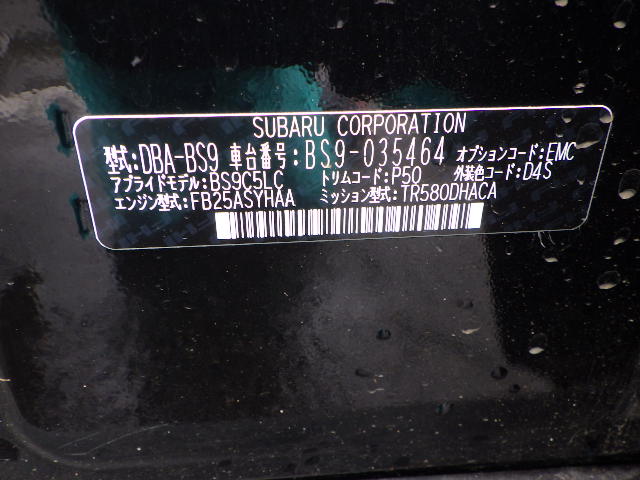 SUBARU CORPORATION
型式:DBA-BS9 車台番号:BS9-035464 オプションコード:EMC
アプライドモデル:BS9C5LC トリムコード:P50 外装色コード:D4S
エンジン型式:FB25ASYHAA ミッション型式:TR580DHACA